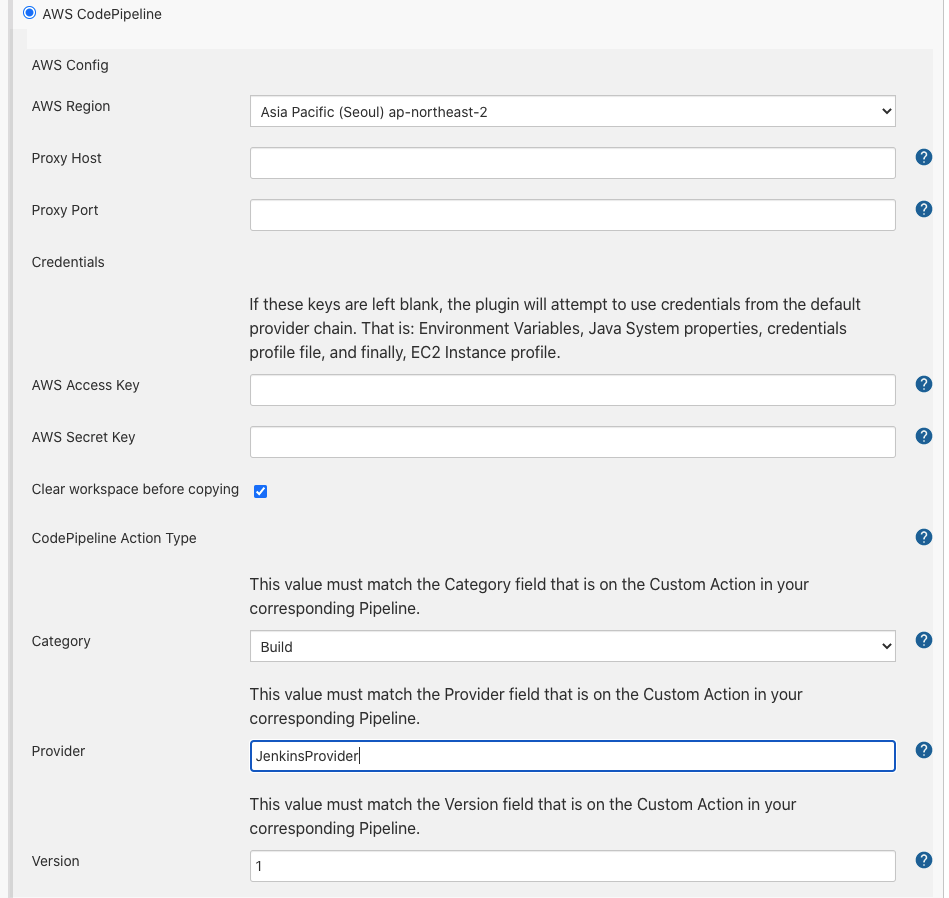 AWS CodePipeline
AWS Config
AWS Region
Asia Pacific (Seoul) ap-northeast-2
Proxy Host
?
Proxy Port
?
Credentials
If these keys are left blank, the plugin will attempt to use credentials from the default
provider chain. That is: Environment Variables, Java System properties, credentials
profile file, and finally, EC2 Instance profile.
AWS Access Key
?
AWS Secret Key
?
Clear workspace before copying
CodePipeline Action Type
?
This value must match the Category field that is on the Custom Action in your
corresponding Pipeline.
Category
Build
?
This value must match the Provider field that is on the Custom Action in your
corresponding Pipeline.
Provider
JenkinsProvider
?
This value must match the Version field that is on the Custom Action in your
corresponding Pipeline.
Version
1
?